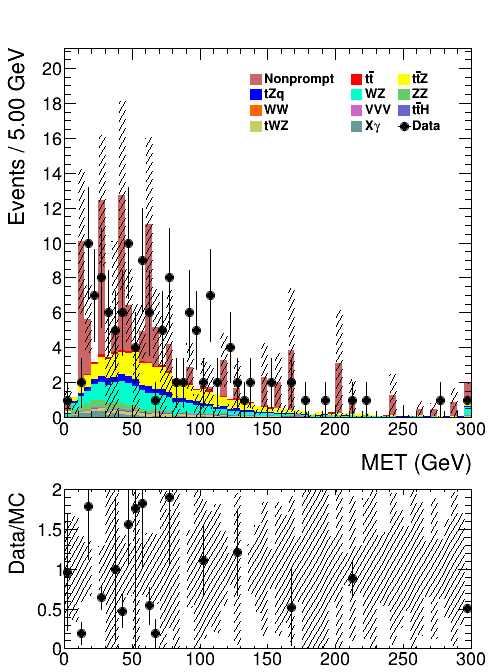 Events / 5.00 GeV
20
18
16
14
12
10
8
6
4
2
0
Nonprompt tt̄ tt̄Z
tZq WZ ZZ
WW VVV tt̄H
tWZ Xγ Data
0 50 100 150 200 250 300
MET (GeV)
Data/MC
2
1.5
1
0.5
0
0 50 100 150 200 250 300